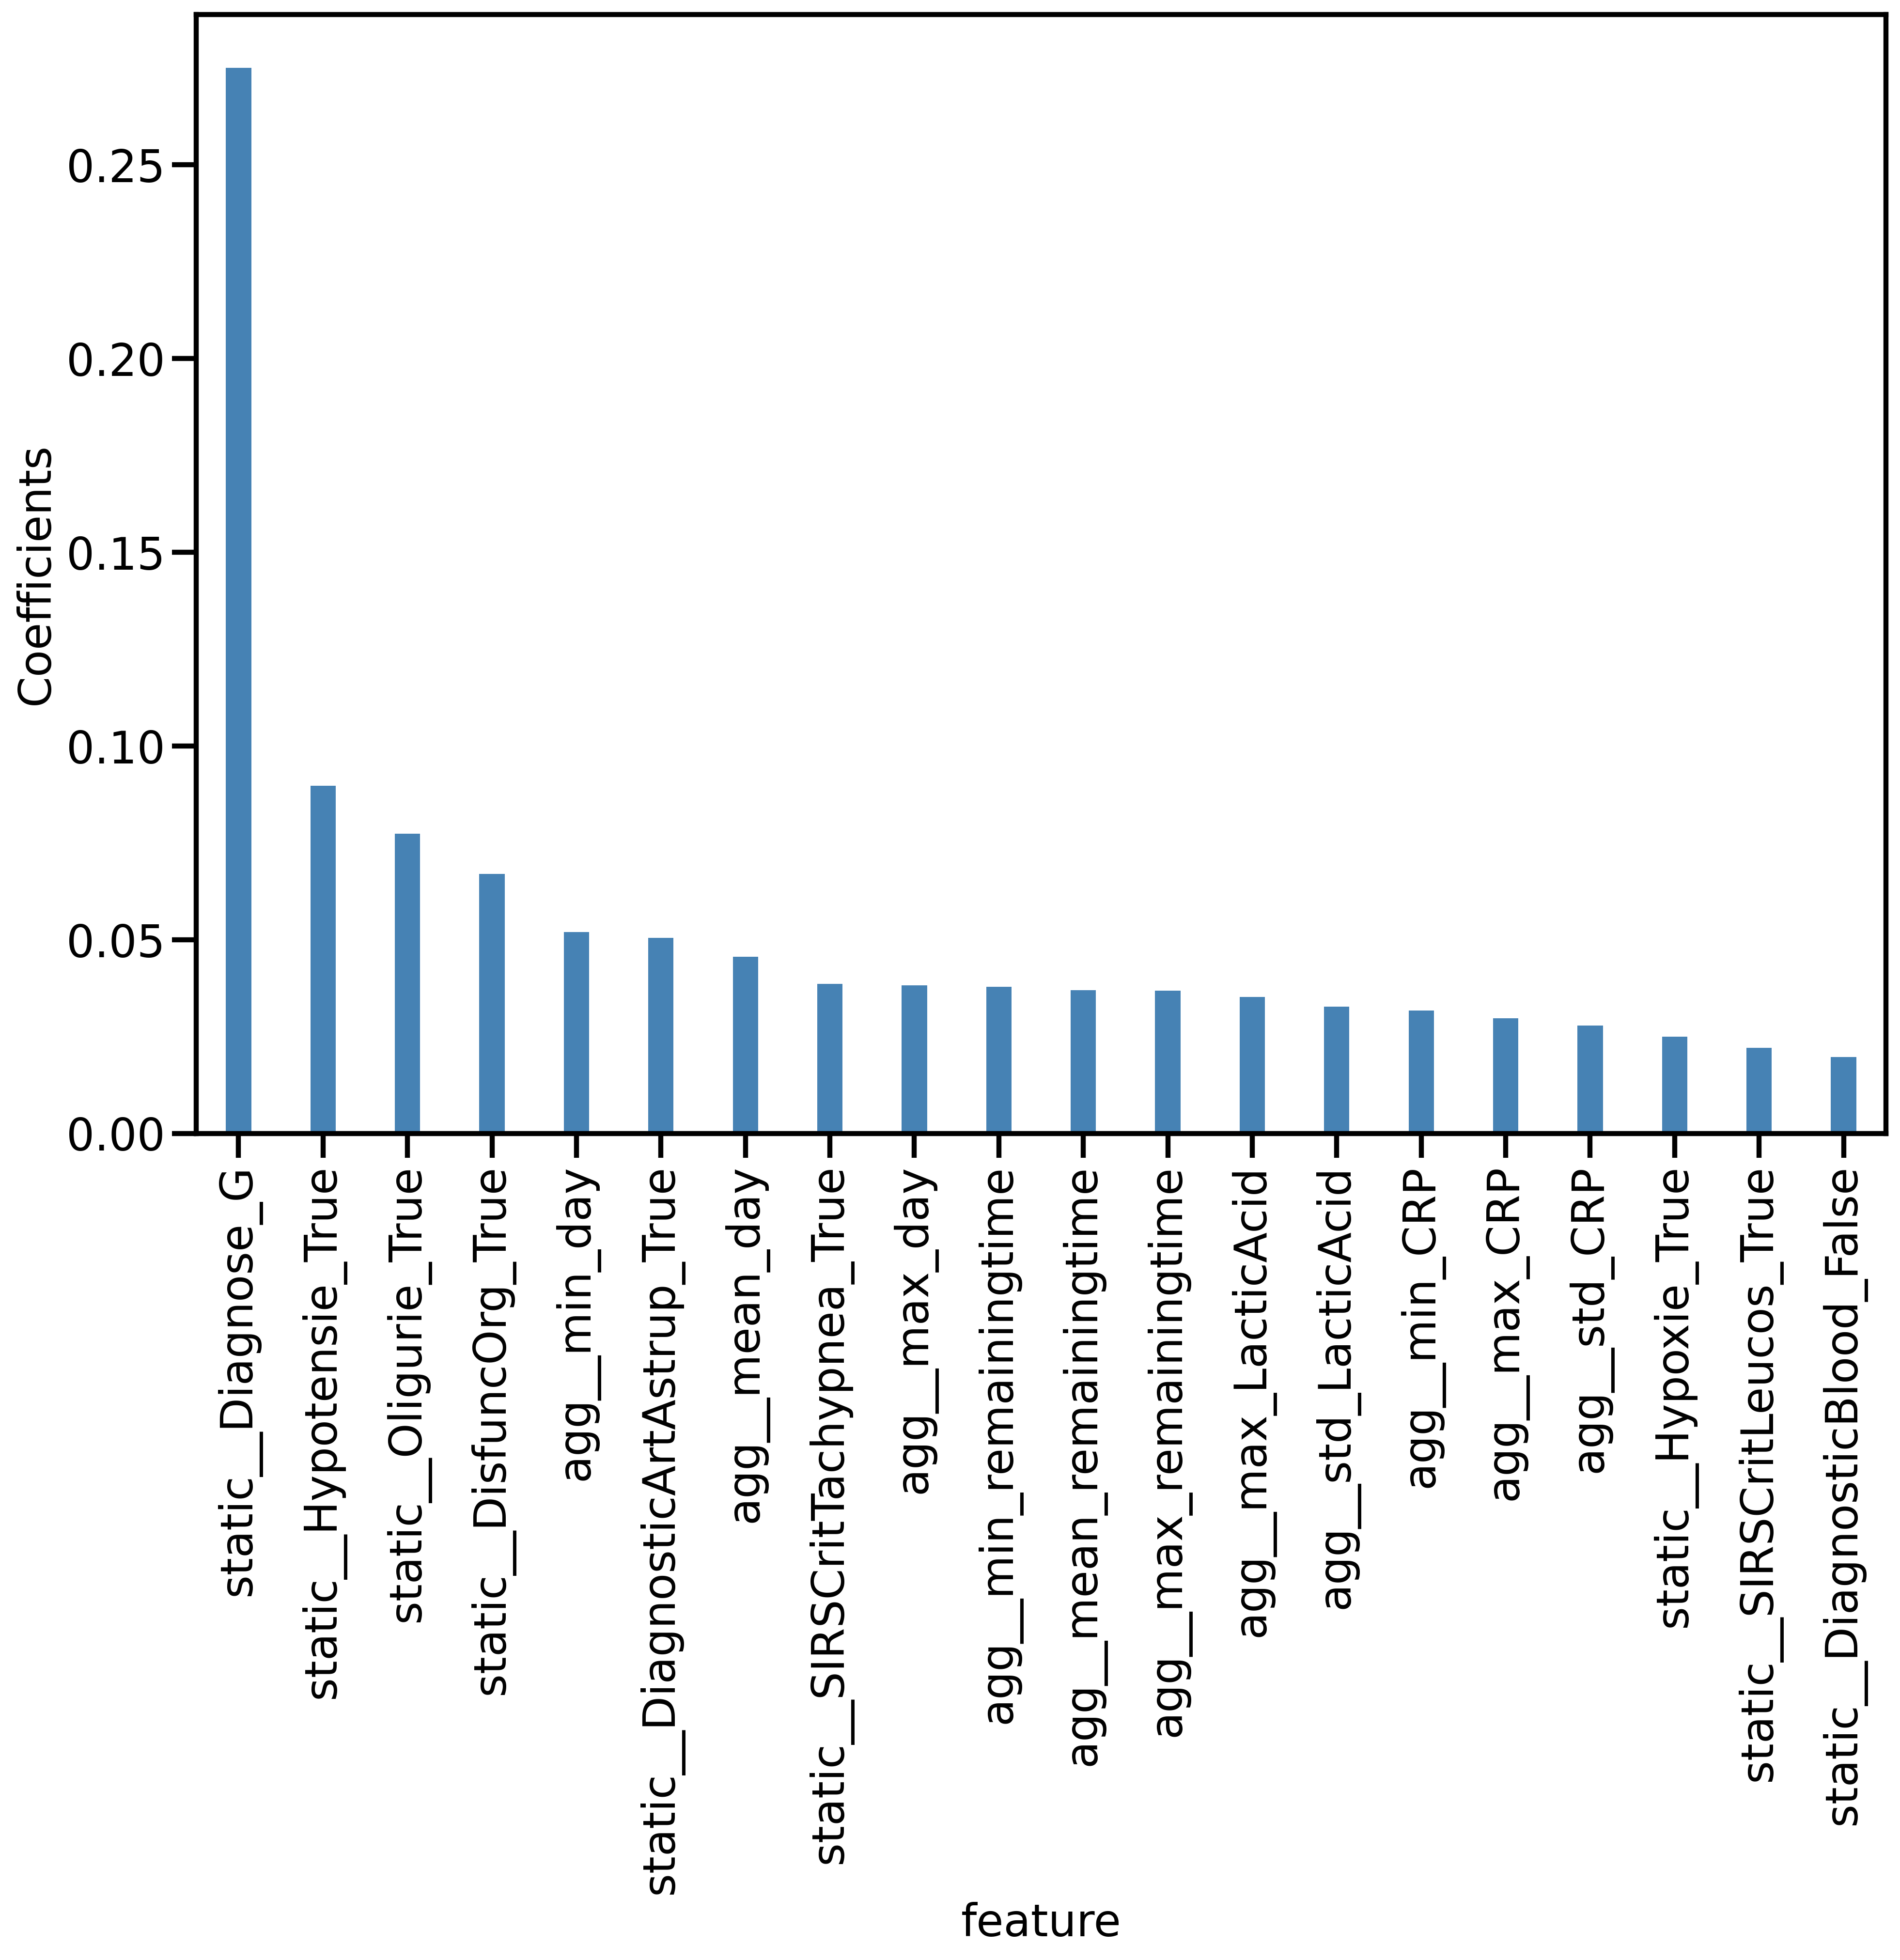 Coefficients
0.25
0.20
0.15
0.10
0.05
0.00
static__Diagnose_G
static__Hypotensie_True
static__Oligurie_True
static__DisfuncOrg_True
agg__min_day
static__DiagnosticArtAstrup_True
agg__mean_day
static__SIRSCritTachypnea_True
agg__max_day
agg__min_remainingtime
agg__mean_remainingtime
agg__max_remainingtime
agg__max_LacticAcid
agg__std_LacticAcid
agg__min_CRP
agg__max_CRP
agg__std_CRP
static__Hypoxie_True
static__SIRSCritLeucos_True
static__DiagnosticBlood_False
feature